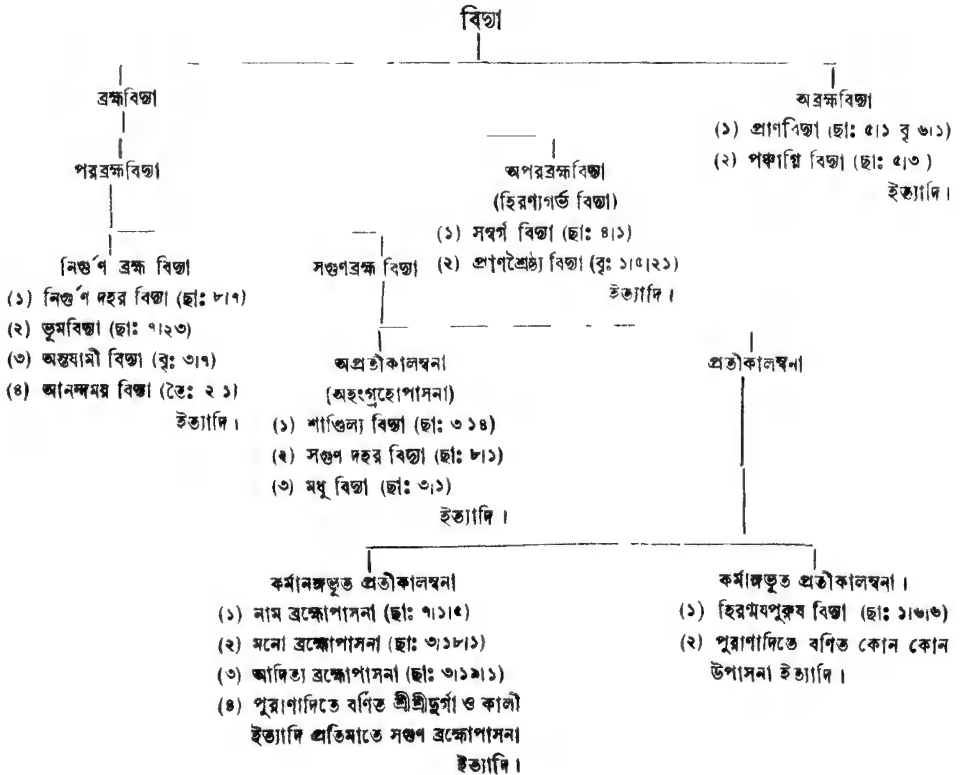 বিদ্যা
ব্রহ্মবিদ্যা
অব্রহ্মবিদ্যা
(১) প্রাণবিদ্যা (ছাঃ ৫।১ বৃ ৬।১)
(২) পঞ্চাগ্নি বিদ্যা (ছাঃ ৫।৩)
ইত্যাদি।
পরব্রহ্মবিদ্যা
অপরব্রহ্মবিদ্যা
(হিরণ্যগর্ভ বিদ্যা)
(১) সম্বর্গ বিদ্যা (ছাঃ ৪।১)
(২) প্রাণশ্রৈষ্ঠ্য বিদ্যা (বৃঃ ১।৫।২১)
ইত্যাদি।
নির্গুণ ব্রহ্ম বিদ্যা
(১) নির্গুণ দহর বিদ্যা (ছাঃ ৮।৭)
(২) ভূমবিদ্যা (ছাঃ ৭।২৩)
(৩) অন্তযামী বিদ্যা (বৃঃ ৩।৭)
(৪) আনন্দময় বিদ্যা (তৈঃ ২ ১)
ইত্যাদি।
সগুণব্রহ্ম বিদ্যা
অপ্রতীকালম্বনা
(অহংগ্রহোপাসনা)
(১) শাণ্ডিল্য বিদ্যা (ছাঃ ৩ ১৪)
(২) সগুণ দহর বিদ্যা (ছাঃ ৮।১)
(৩) মধু বিদ্যা (ছাঃ ৩।১)
ইত্যাদি।
প্রতীকালম্বনা
কর্মানঙ্গভূত প্রতীকালম্বনা
(১) নাম ব্রহ্মোপাসনা (ছাঃ ৭।১।৫)
(২) মনো ব্রহ্মোপাসনা (ছাঃ ৩।১৮।১)
(৩) আদিত্য ব্রহ্মোপাসনা (ছাঃ ৩।১৯।১)
(৪) পুরাণাদিতে বর্ণিত শ্রীশ্রীদুর্গা ও কালী
ইত্যাদি প্রতিমাতে সগুণ ব্রহ্মোপাসনা
ইত্যাদি।
কর্মাঙ্গভূত প্রতীকালম্বনা।
(১) হিরণ্ময়পুরুষ বিদ্যা (ছাঃ ১।৬।৬)
(২) পুরাণাদিতে বর্ণিত কোন কোন
উপাসনা ইত্যাদি।